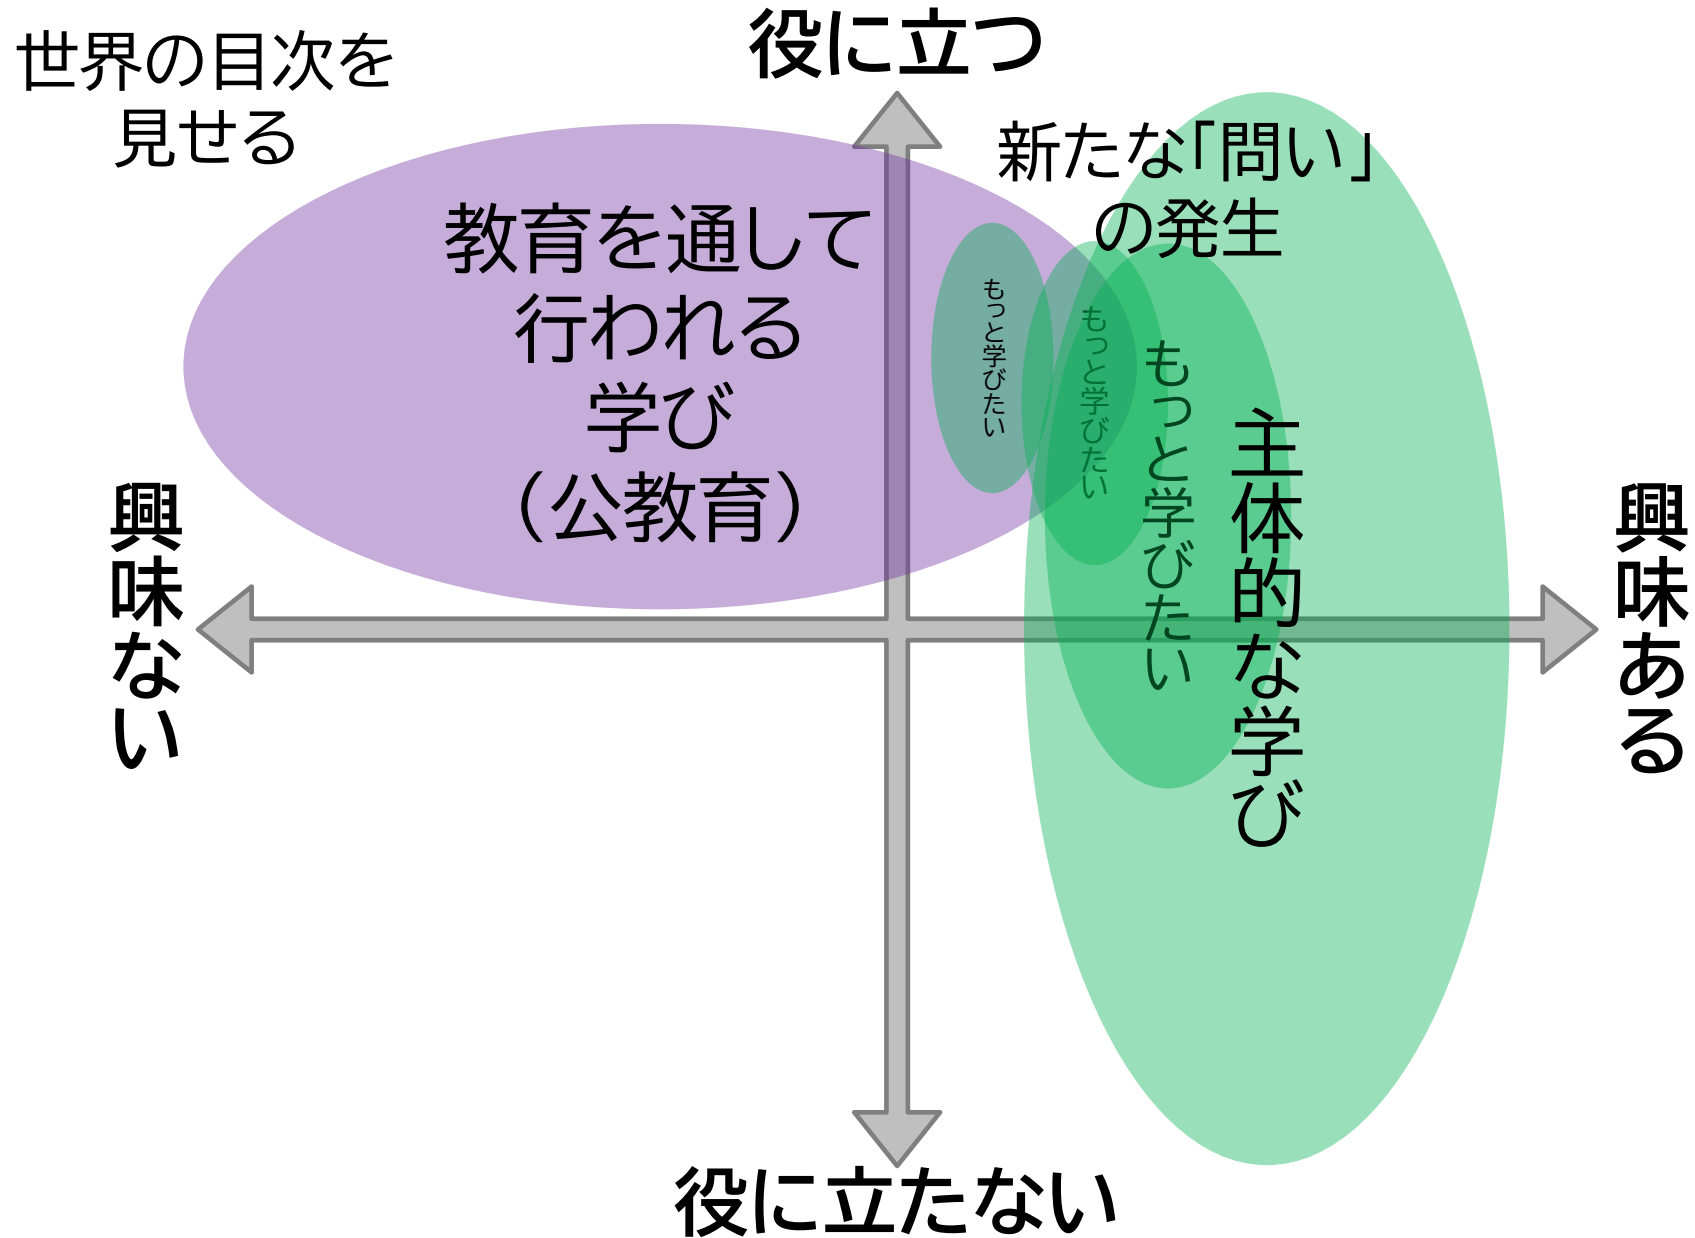 役に立つ
世界の目次を
見せる
新たな「問い」
の発生
教育を通して
行われる
学び
（公教育）
もっと学びたい
もっと学びたい
もっと学びたい
主体的な学び
興味ない
興味ある
役に立たない